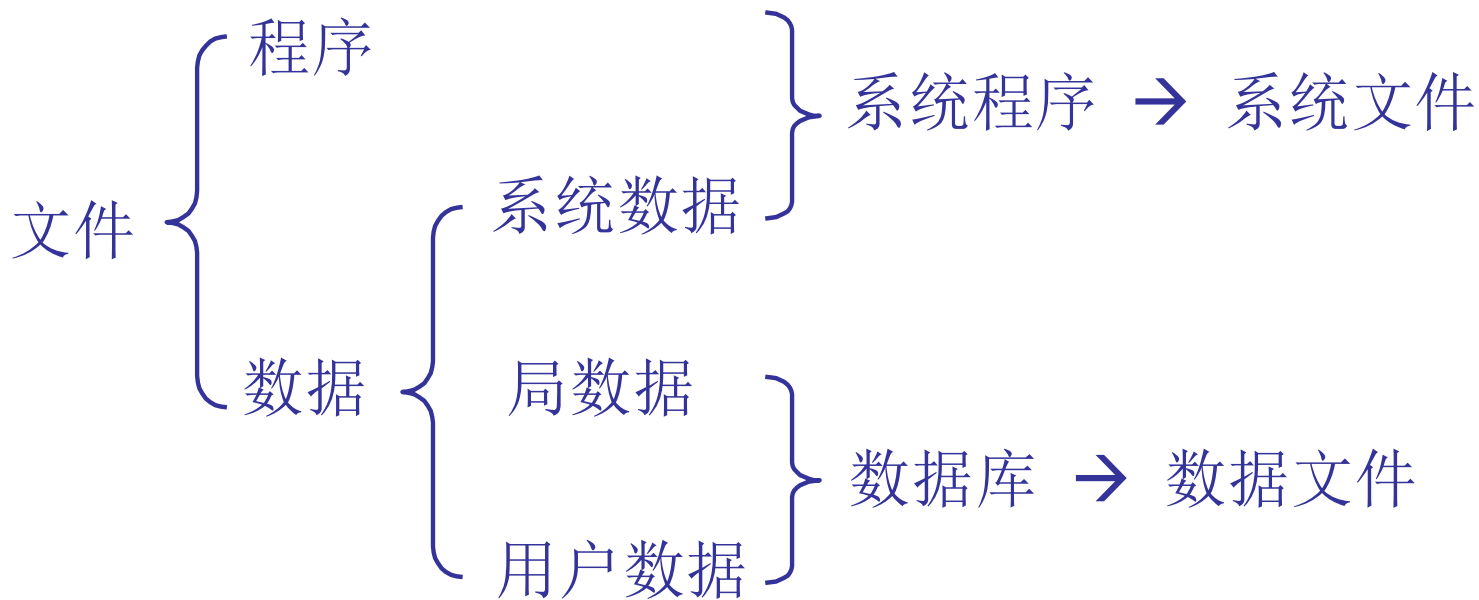 程序
系统程序 → 系统文件
系统数据
文件
数据
局数据
数据库 → 数据文件
用户数据